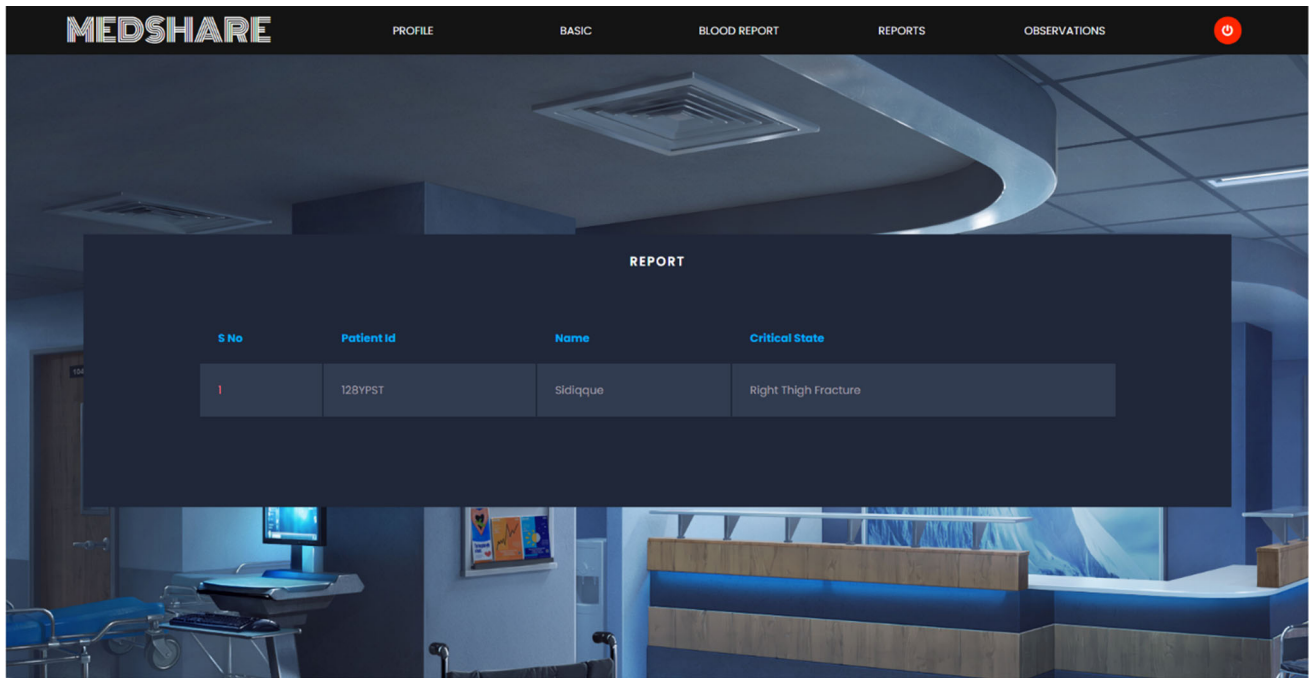 MEDSHARE PROFILE BASIC BLOOD REPORT REPORTS OBSERVATIONS
REPORT
S No Patient Id Name Critical State
1 128YPST Sidiqque Right Thigh Fracture